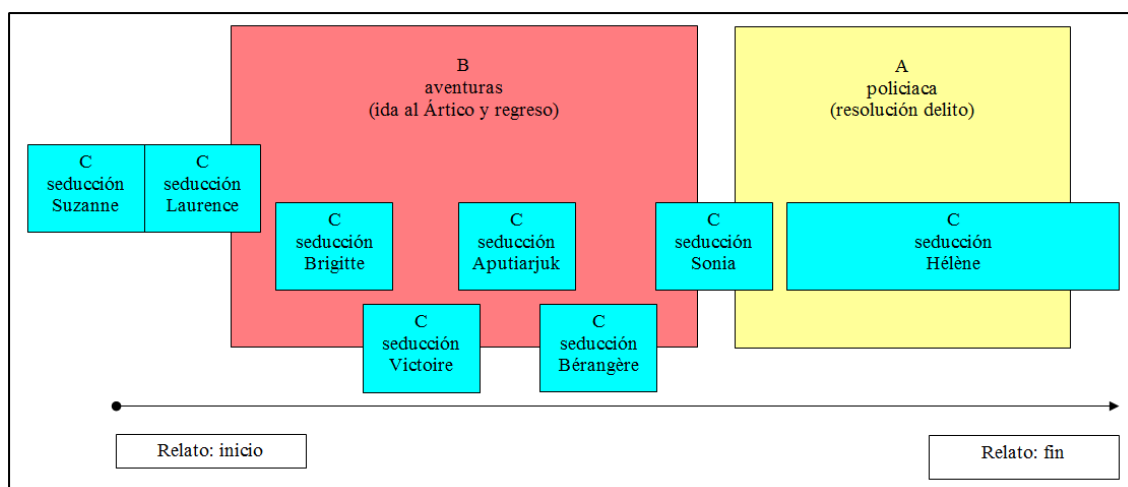 B
aventuras
(ida al Ártico y regreso)
A
policiaca
(resolución delito)
C
seducción
Suzanne
C
seducción
Laurence
C
seducción
Brigitte
C
seducción
Aputiarjuk
C
seducción
Sonia
C
seducción
Hélène
C
seducción
Victoire
C
seducción
Bérangère
Relato: inicio
Relato: fin